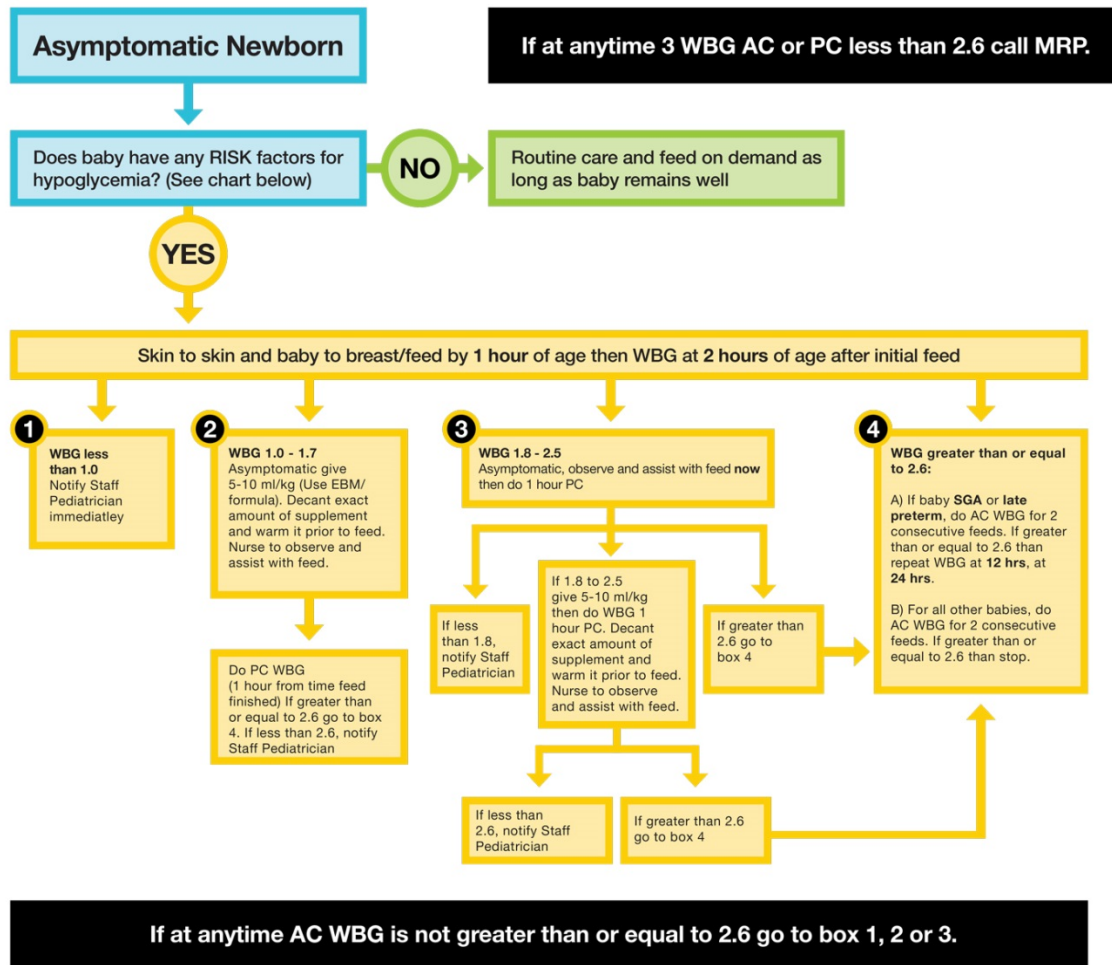 Asymptomatic Newborn
If at anytime 3 WBG AC or PC less than 2.6 call MRP.
Does baby have any RISK factors for
hypoglycemia? (See chart below)
NO
Routine care and feed on demand as
long as baby remains well
YES
Skin to skin and baby to breast/feed by 1 hour of age then WBG at 2 hours of age after initial feed
1
WBG less
than 1.0
Notify Staff
Pediatrician
immediatley
2
WBG 1.0 - 1.7
Asymptomatic give
5-10 ml/kg (Use EBM/
formula). Decant exact
amount of supplement
and warm it prior to feed.
Nurse to observe and
assist with feed.
Do PC WBG
(1 hour from time feed
finished) If greater than
or equal to 2.6 go to box
4. If less than 2.6, notify
Staff Pediatrician
3
WBG 1.8 - 2.5
Asymptomatic, observe and assist with feed now
then do 1 hour PC
If less
than 1.8,
notify Staff
Pediatrician
If 1.8 to 2.5
give 5-10 ml/kg
then do WBG 1
hour PC. Decant
exact amount of
supplement and
warm it prior to feed.
Nurse to observe
and assist with feed.
If greater than
2.6 go to
box 4
If less than
2.6, notify Staff
Pediatrician
If greater than 2.6
go to box 4
4
WBG greater than or equal
to 2.6:
A) If baby SGA or late
preterm, do AC WBG for 2
consecutive feeds. If greater
than or equal to 2.6 than
repeat WBG at 12 hrs, at
24 hrs.
B) For all other babies, do
AC WBG for 2 consecutive
feeds. If greater than or
equal to 2.6 than stop.
If at anytime AC WBG is not greater than or equal to 2.6 go to box 1, 2 or 3.